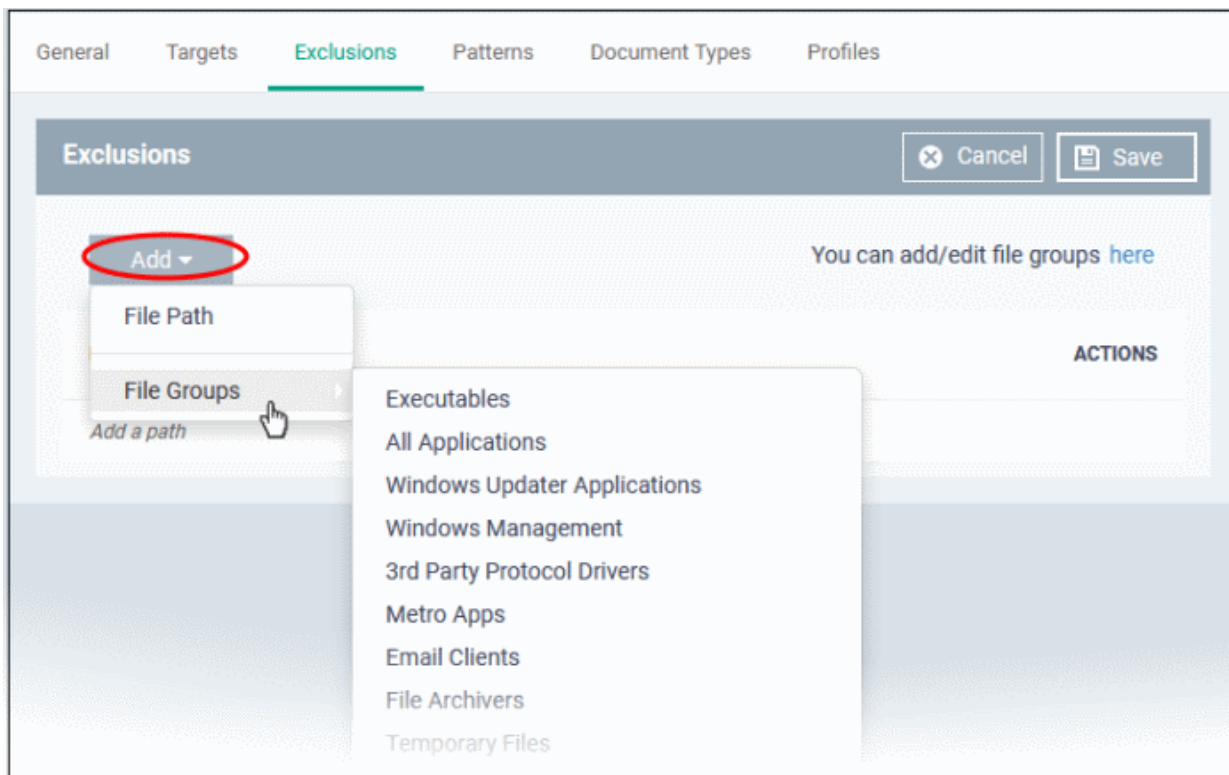 General Targets Exclusions Patterns Document Types Profiles
Exclusions Cancel Save
Add You can add/edit file groups here
File Path
ACTIONS
File Groups
Add a path
Executables
All Applications
Windows Updater Applications
Windows Management
3rd Party Protocol Drivers
Metro Apps
Email Clients
File Archivers
Temporary Files